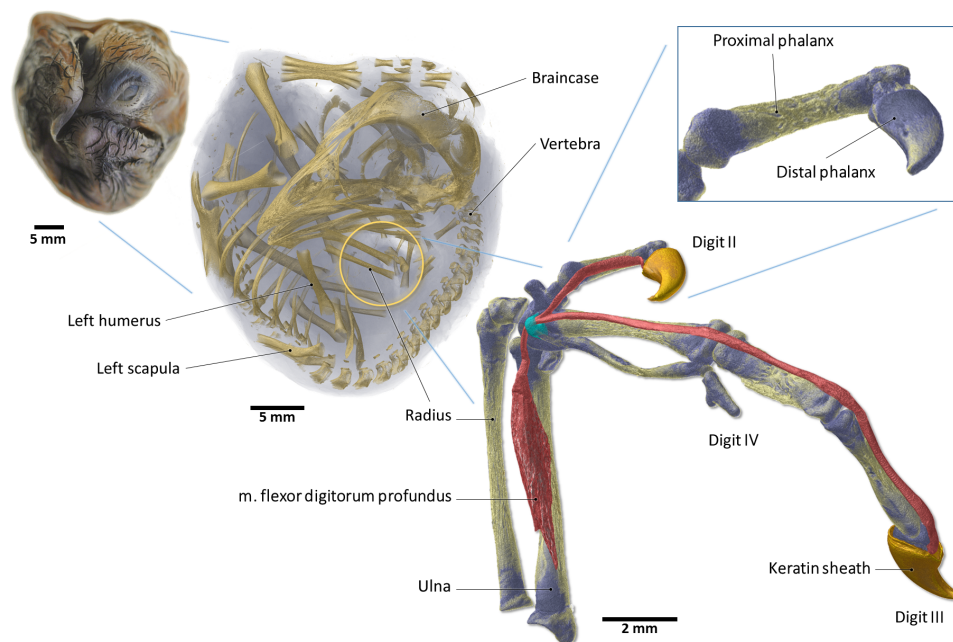 Proximal phalanx
Braincase
Vertebra
Distal phalanx
5 mm
Digit II
Left humerus
Left scapula
5 mm
Radius
Digit IV
m. flexor digitorum profundus
Keratin sheath
Ulna
2 mm
Digit III